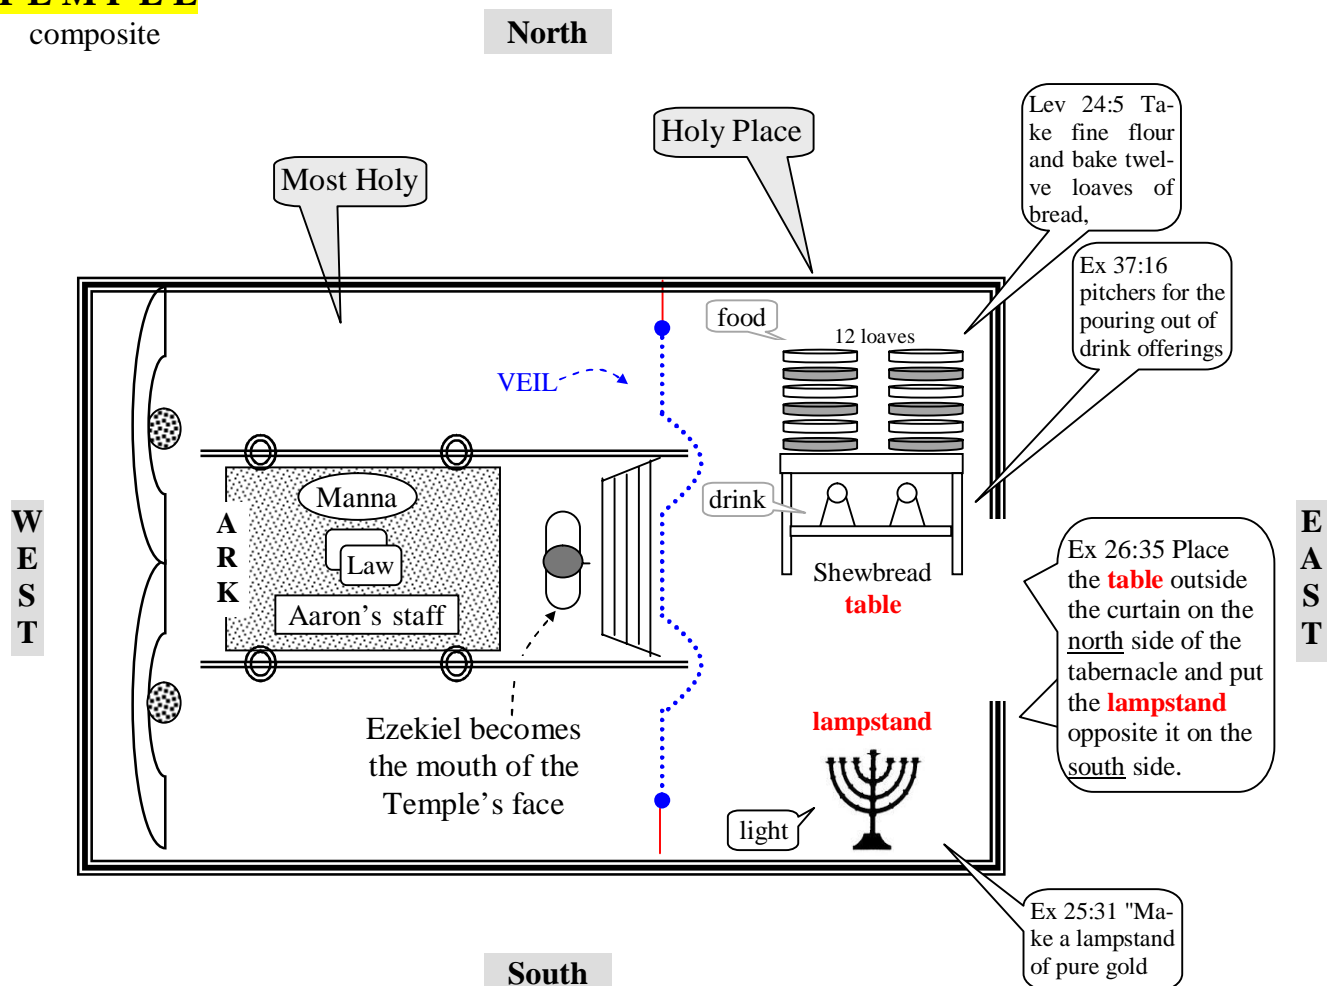 TEMPLE
composite
North
Lev 24:5 Ta-
ke fine flour
and bake twel-
ve loaves of
bread,
Holy Place
Most Holy
Ex 37:16
pitchers for the
pouring out of
drink offerings
food
12 loaves
VEIL
Manna
drink
A
R
K
Law
Aaron's staff
W
E
S
T
E
A
S
T
Shewbread
table
Ex 26:35 Place
the table outside
the curtain on the
north side of the
tabernacle and put
the lampstand
opposite it on the
south side.
Ezekiel becomes
the mouth of the
Temple's face
lampstand
light
Ex 25:31 "Ma-
ke a lampstand
of pure gold
South